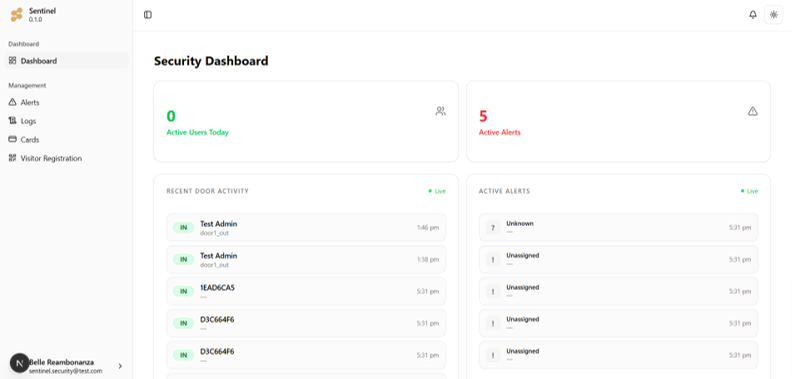 Sentinel
0.1.0
Dashboard
Dashboard
Management
Alerts
Logs
Cards
Visitor Registration
N
Belle Reambonanza
sentinel.security@test.com
Security Dashboard
0
Active Users Today
5
Active Alerts
RECENT DOOR ACTIVITY
Live
IN
Test Admin
door1_out
1:46 pm
IN
Test Admin
door1_out
1:38 pm
IN
1EAD6CA5
—
5:31 pm
IN
D3C664F6
—
5:31 pm
IN
D3C664F6
—
5:31 pm
ACTIVE ALERTS
Live
?
Unknown
—
5:31 pm
!
Unassigned
—
5:31 pm
!
Unassigned
—
5:31 pm
!
Unassigned
—
5:31 pm
!
Unassigned
—
5:31 pm